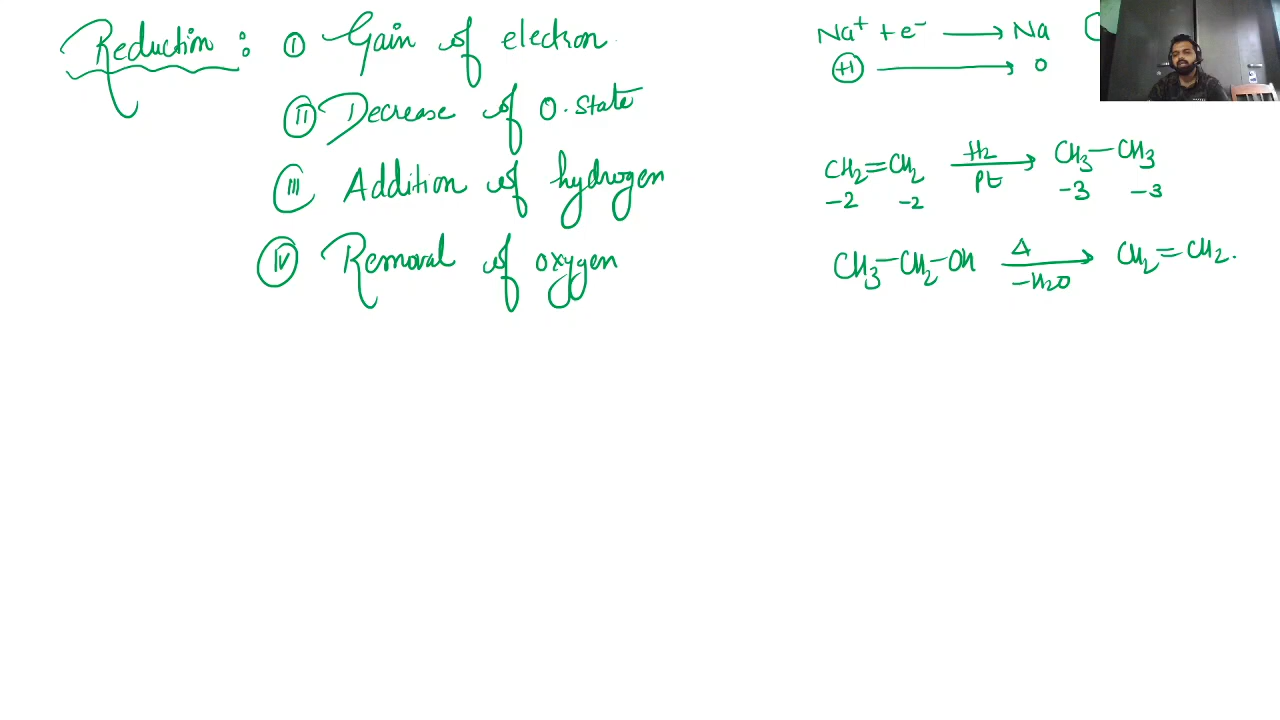 Reduction : (i) Gain of electron.
(ii) Decrease of O. state
(iii) Addition of hydrogen
(iv) Removal of oxygen
Na⁺ + e⁻ → Na
+1 → 0
CH₂=CH₂ H₂ Pt → CH₃—CH₃
-2 -2 -3 -3
CH₃—CH₂—OH Δ -H₂O → CH₂=CH₂.